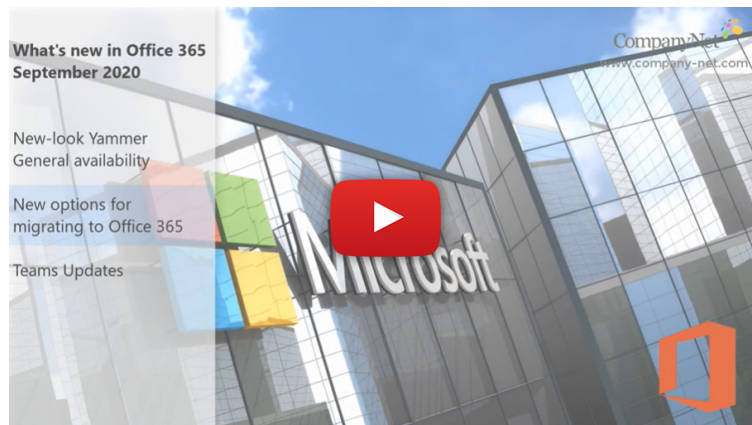 What's new in Office 365
September 2020
New-look Yammer
General availability
New options for
migrating to Office 365
Teams Updates
CompanyNet
www.company-net.com
Microsoft